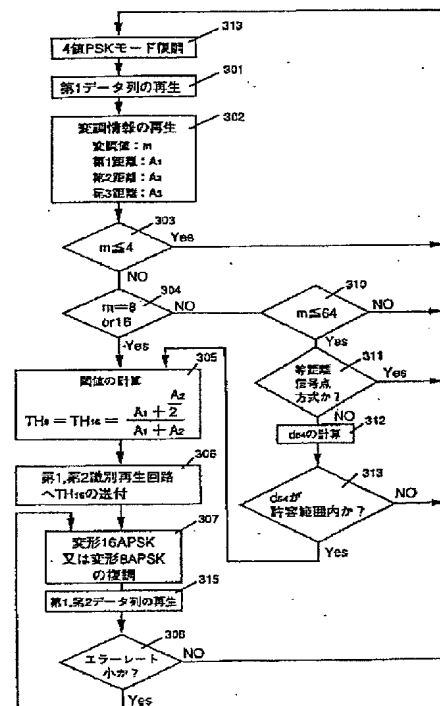 313
4値PSKモード復調
301
第1データ列の再生
302
変調情報の再生
変調値：m
第1距離：A₁
第2距離：A₂
第3距離：A₃
303
m≦4
Yes
NO
304
m＝8
or16
NO
Yes
310
m≦64
NO
Yes
311
等距離
信号点
方式か？
Yes
NO
312
d64の計算
313
d64が
許容範囲内か？
NO
Yes
305
閾値の計算
TH₈ = TH₁₆ = (A₁ + A₂/2) / (A₁ + A₂)
306
第1,第2識別再生回路
へTH₁₆の送付
307
変形16APSK
又は変形8APSK
の復調
315
第1,第2データ列の再生
308
エラーレート
小か？
NO
Yes